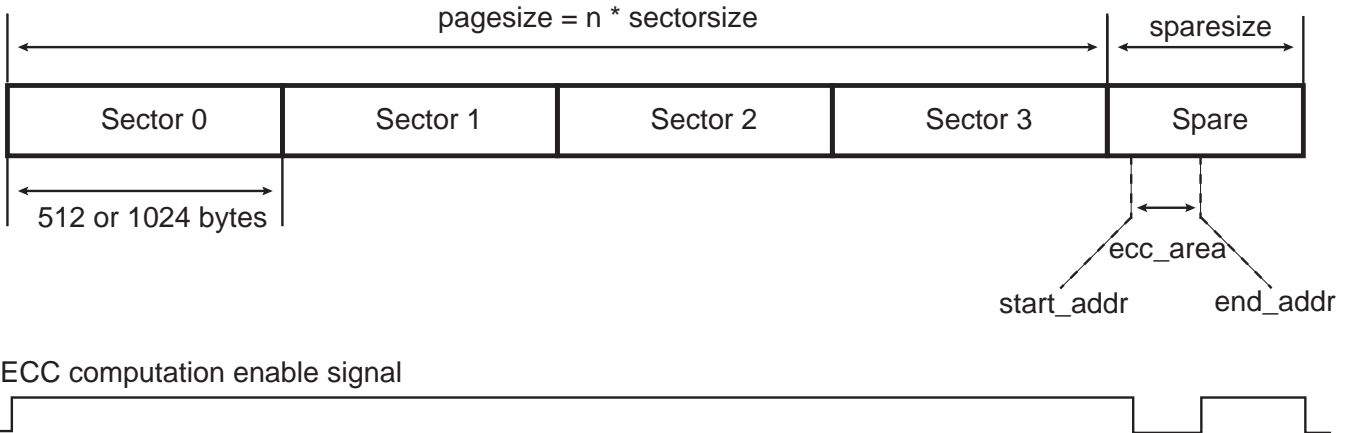 pagesize = n * sectorsize
sparesize
Sector 0
Sector 1
Sector 2
Sector 3
Spare
512 or 1024 bytes
ecc_area
start_addr
end_addr
ECC computation enable signal